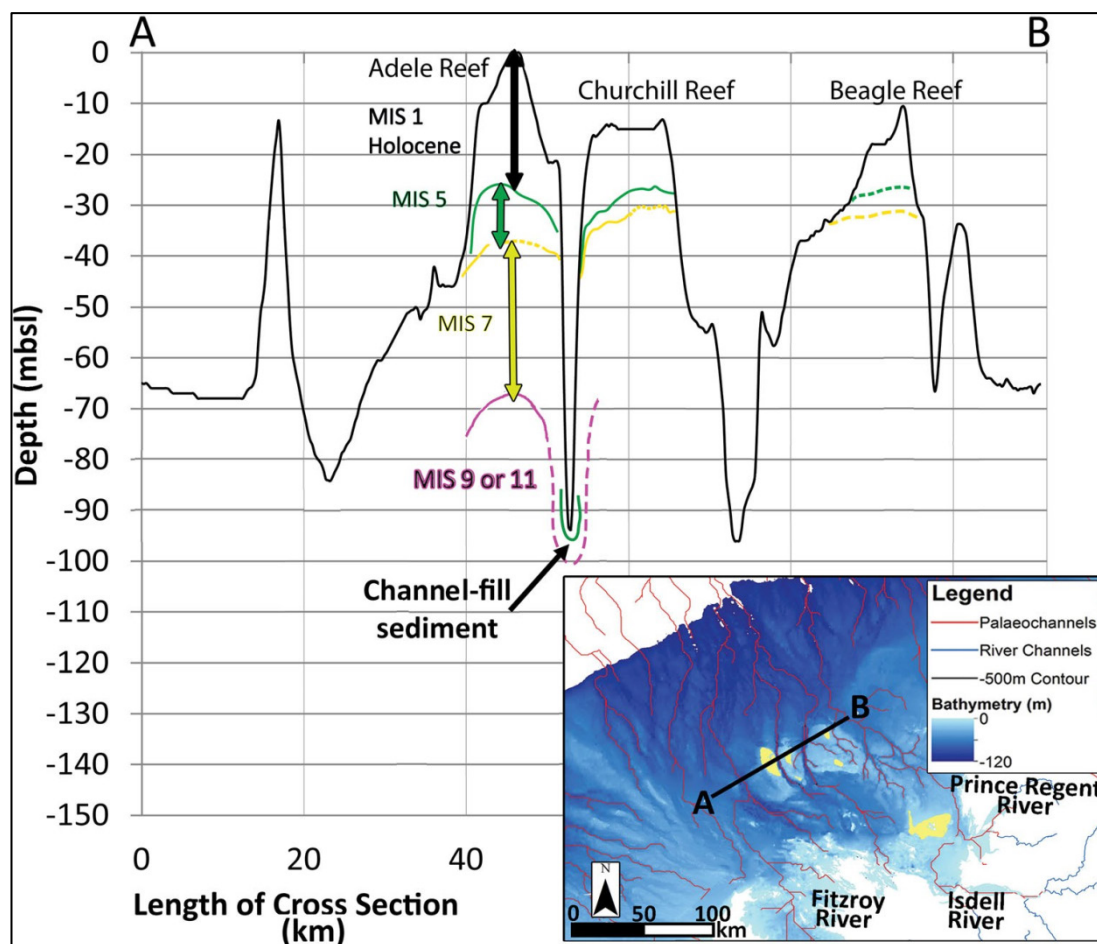 A
B
0
-10
-20
-30
-40
-50
-60
-70
-80
-90
-100
-110
-120
-130
-140
-150
Depth (mbsl)
Adele Reef
Churchill Reef
Beagle Reef
MIS 1
Holocene
MIS 5
MIS 7
MIS 9 or 11
Channel-fill
sediment
0
20
40
Length of Cross Section
(km)
Legend
Palaeochannels
River Channels
-500m Contour
Bathymetry (m)
0
-120
B
A
Prince Regent
River
Fitzroy
River
Isdell
River
N
0
50
100
km